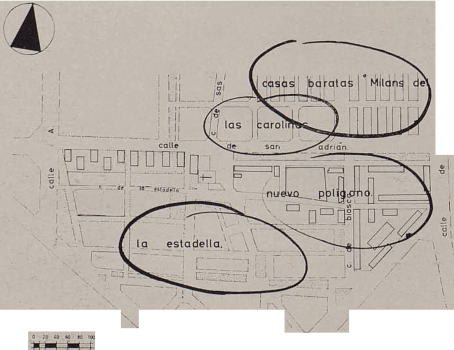 casas baratas Milans del
c. de sas
las carolinas
calle A.
calle de san adrián
c. de la estadella
nuevo polígono
calle de
c. de biosca
la estadella.
0 20 40 60 80 100